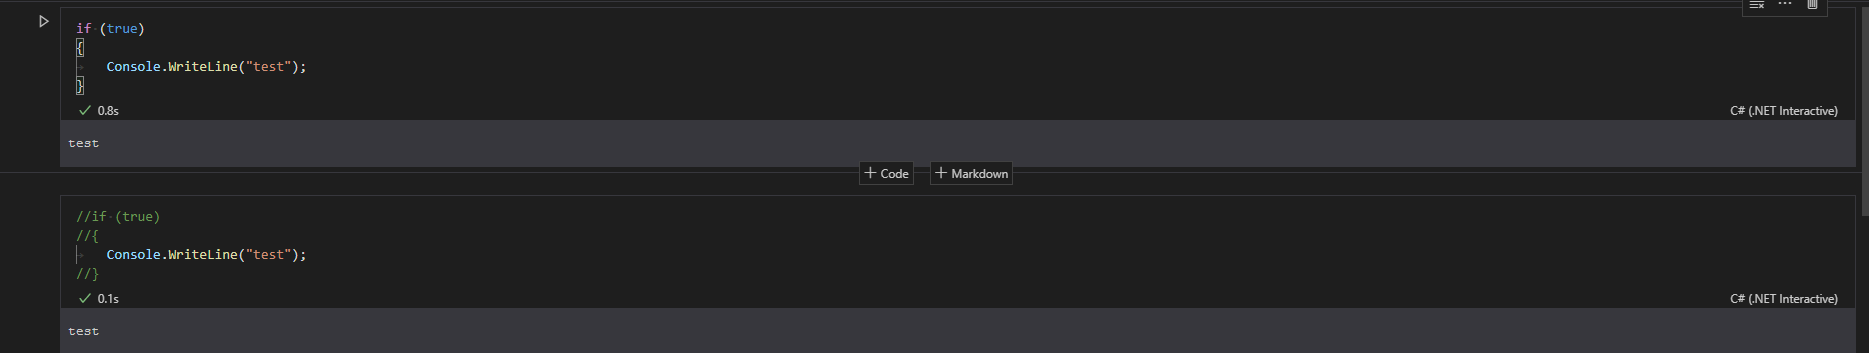 if (true)
{
Console.WriteLine("test");
}
0.8s
C# (.NET Interactive)
test
+ Code
+ Markdown
//if (true)
//{
Console.WriteLine("test");
//}
0.1s
C# (.NET Interactive)
test